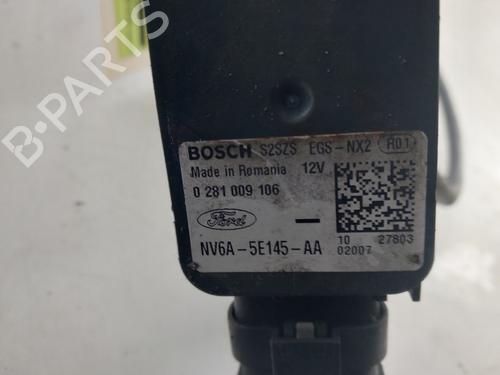 BOSCH S2SZS EGS-NX2 R01
Made in Romania 12V
0 281 009 106
Ford
NV6A-5E145-AA
10 27803
02007
B-PARTS